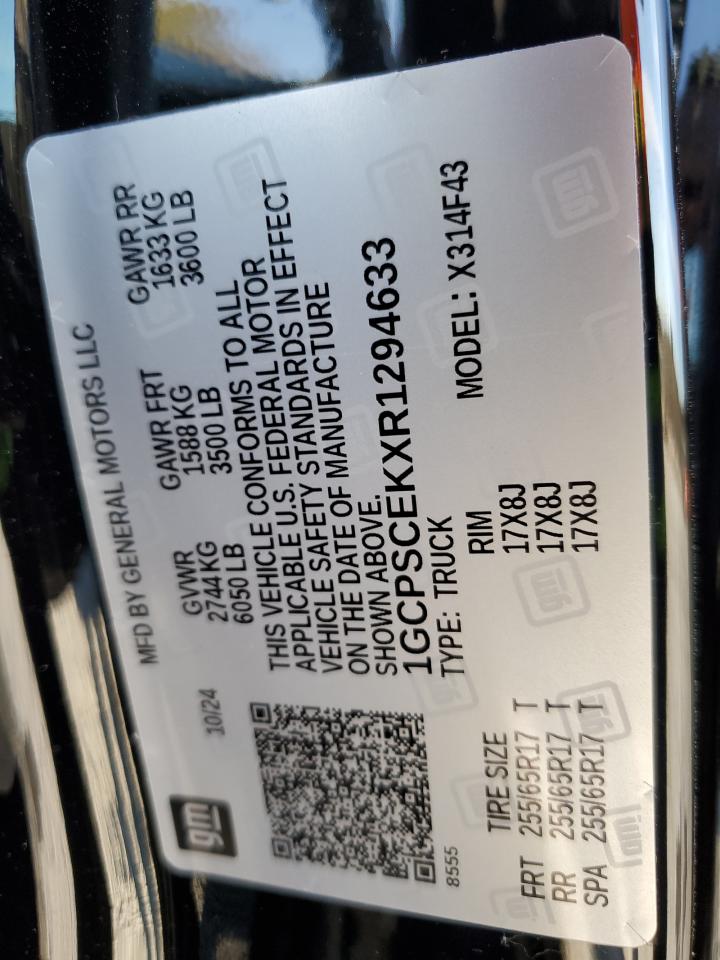 gm
10/24
MFD BY GENERAL MOTORS LLC
GVWR GAWR FRT GAWR RR
2744 KG 1588 KG 1633 KG
6050 LB 3500 LB 3600 LB
THIS VEHICLE CONFORMS TO ALL
APPLICABLE U.S. FEDERAL MOTOR
VEHICLE SAFETY STANDARDS IN EFFECT
ON THE DATE OF MANUFACTURE
SHOWN ABOVE.
1GCPSCEKXR1294633
TYPE: TRUCK MODEL: X314F43
8555
TIRE SIZE RIM
FRT 255/65R17 T 17X8J
RR 255/65R17 T 17X8J
SPA 255/65R17 T 17X8J